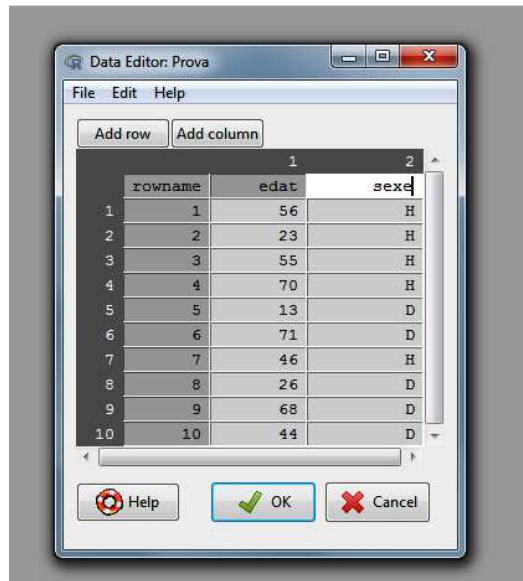 Data Editor: Prova
File Edit Help
Add row Add column
1 2
rowname edat sexe
1 1 56 H
2 2 23 H
3 3 55 H
4 4 70 H
5 5 13 D
6 6 71 D
7 7 46 H
8 8 26 D
9 9 68 D
10 10 44 D
Help OK Cancel